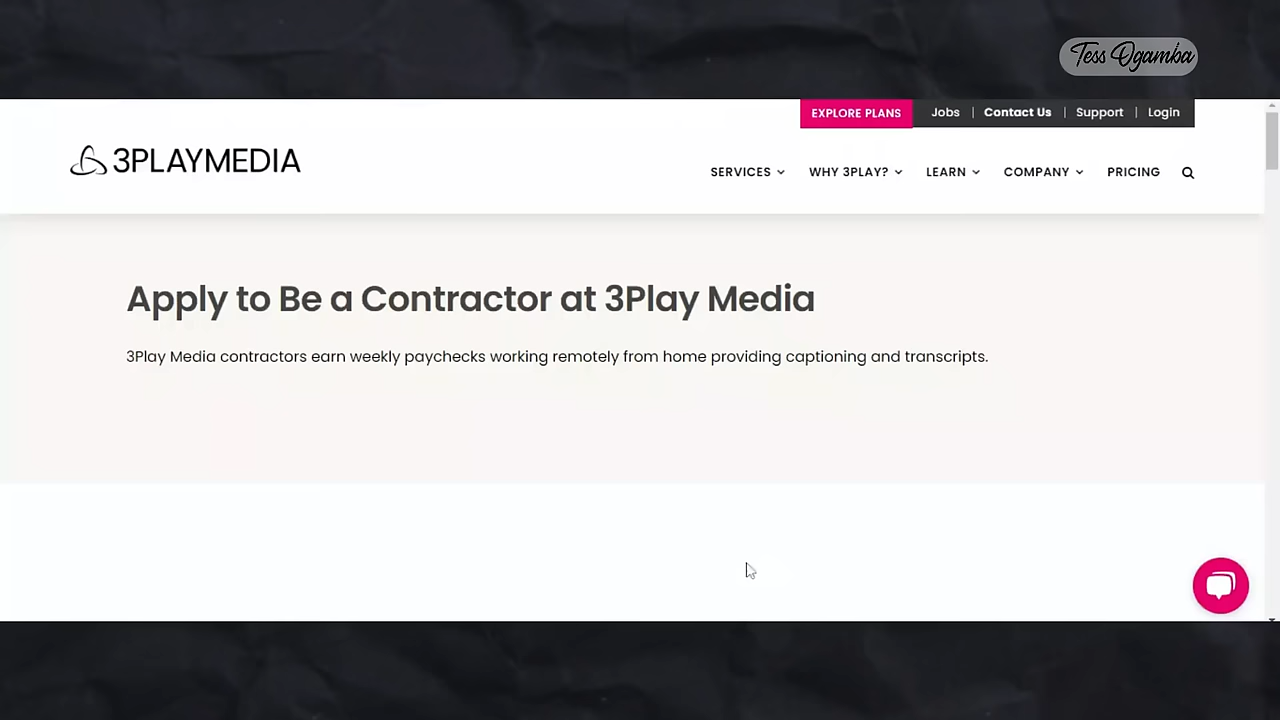 Tess Ogamba
EXPLORE PLANS Jobs | Contact Us | Support | Login
3PLAYMEDIA
SERVICES WHY 3PLAY? LEARN COMPANY PRICING
Apply to Be a Contractor at 3Play Media
3Play Media contractors earn weekly paychecks working remotely from home providing captioning and transcripts.